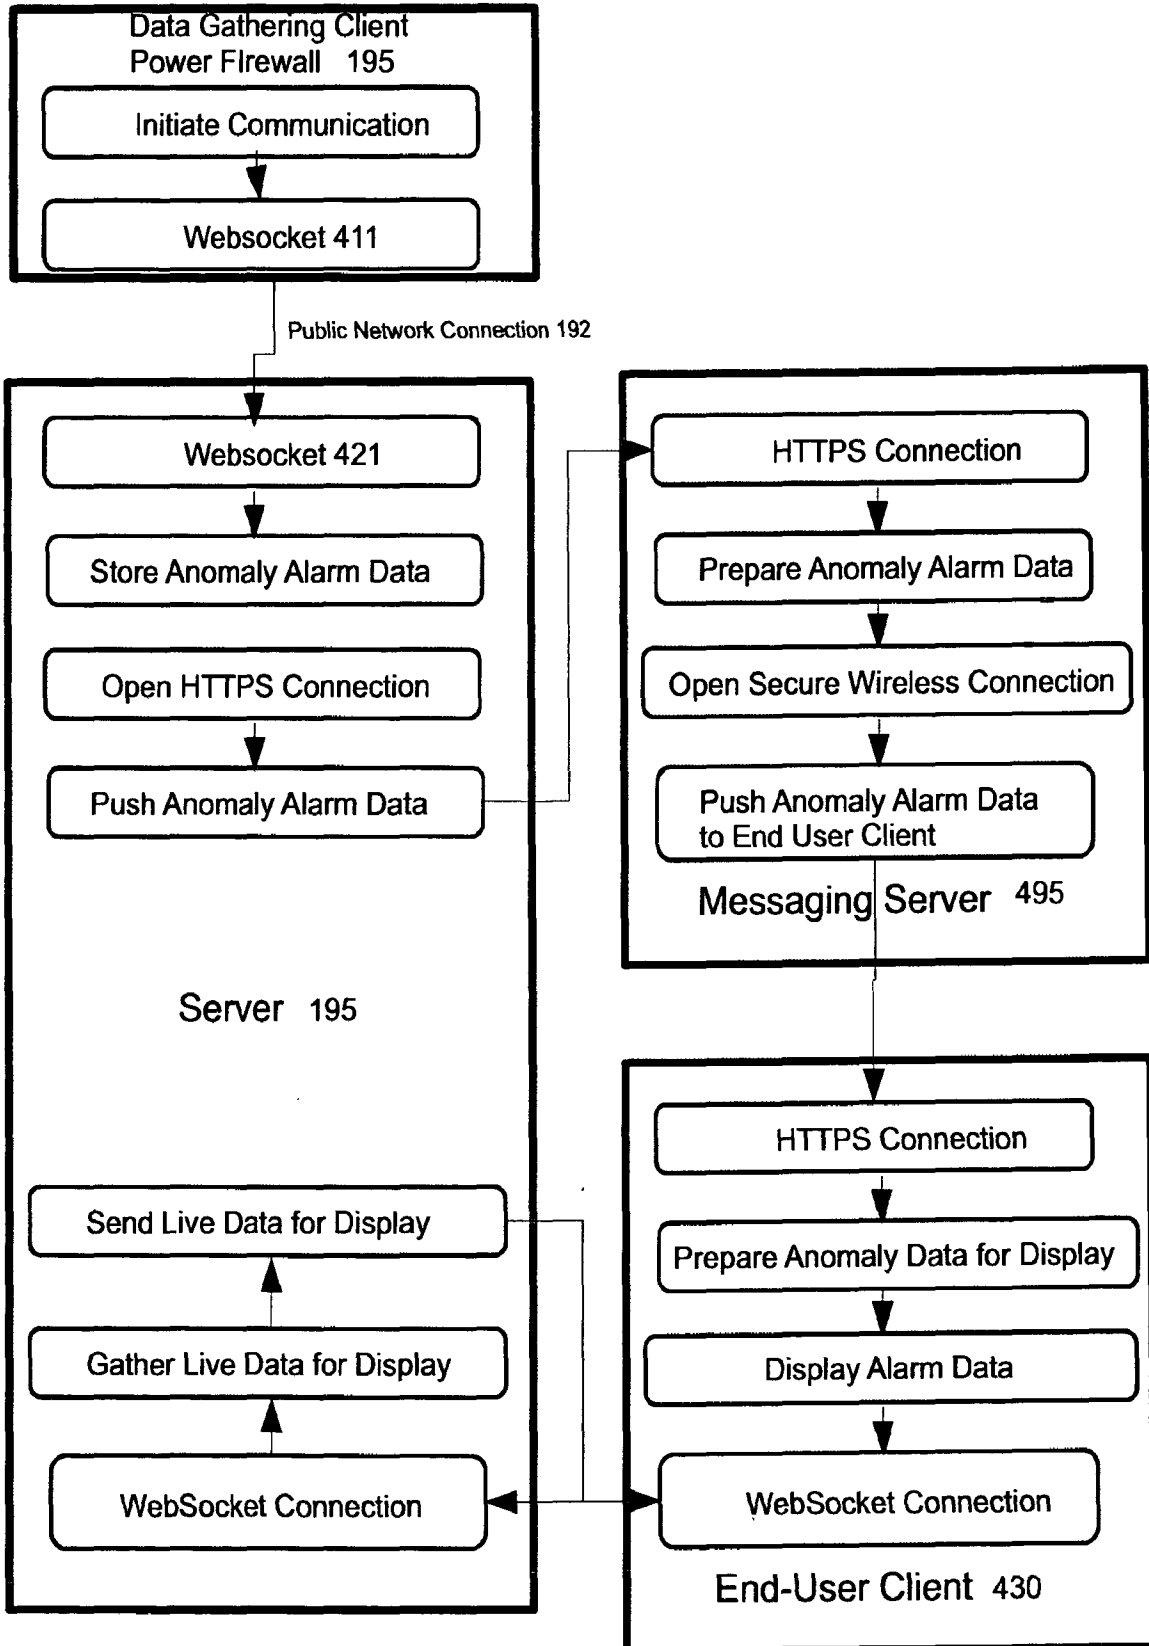 Data Gathering Client
Power FIrewall 195
Initiate Communication
Websocket 411
Public Network Connection 192
Websocket 421
Store Anomaly Alarm Data
Open HTTPS Connection
Push Anomaly Alarm Data
Server 195
Send Live Data for Display
Gather Live Data for Display
WebSocket Connection
HTTPS Connection
Prepare Anomaly Alarm Data
Open Secure Wireless Connection
Push Anomaly Alarm Data
to End User Client
Messaging Server 495
HTTPS Connection
Prepare Anomaly Data for Display
Display Alarm Data
WebSocket Connection
End-User Client 430